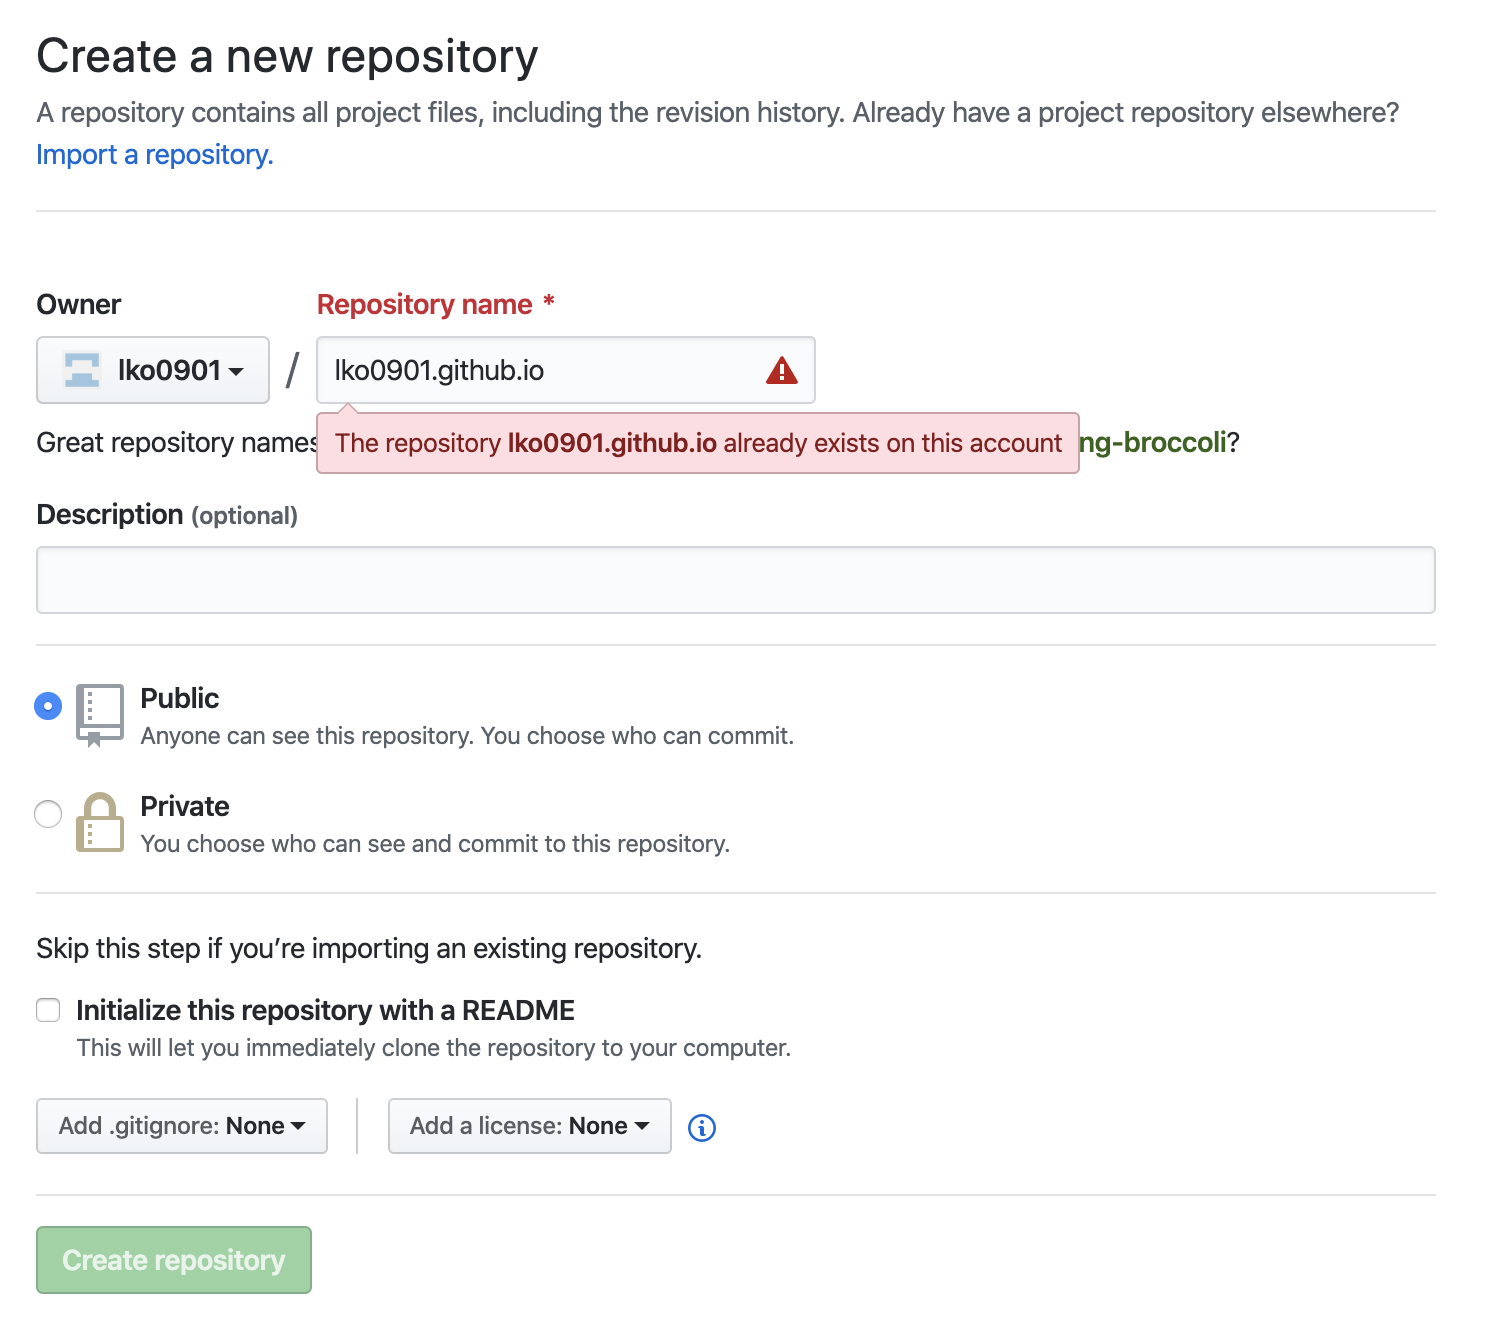 Create a new repository
A repository contains all project files, including the revision history. Already have a project repository elsewhere?
Import a repository.
Owner
Repository name *
lko0901
/
lko0901.github.io
Great repository names
The repository lko0901.github.io already exists on this account
ng-broccoli?
Description (optional)
Public
Anyone can see this repository. You choose who can commit.
Private
You choose who can see and commit to this repository.
Skip this step if you’re importing an existing repository.
Initialize this repository with a README
This will let you immediately clone the repository to your computer.
Add .gitignore: None
Add a license: None
Create repository